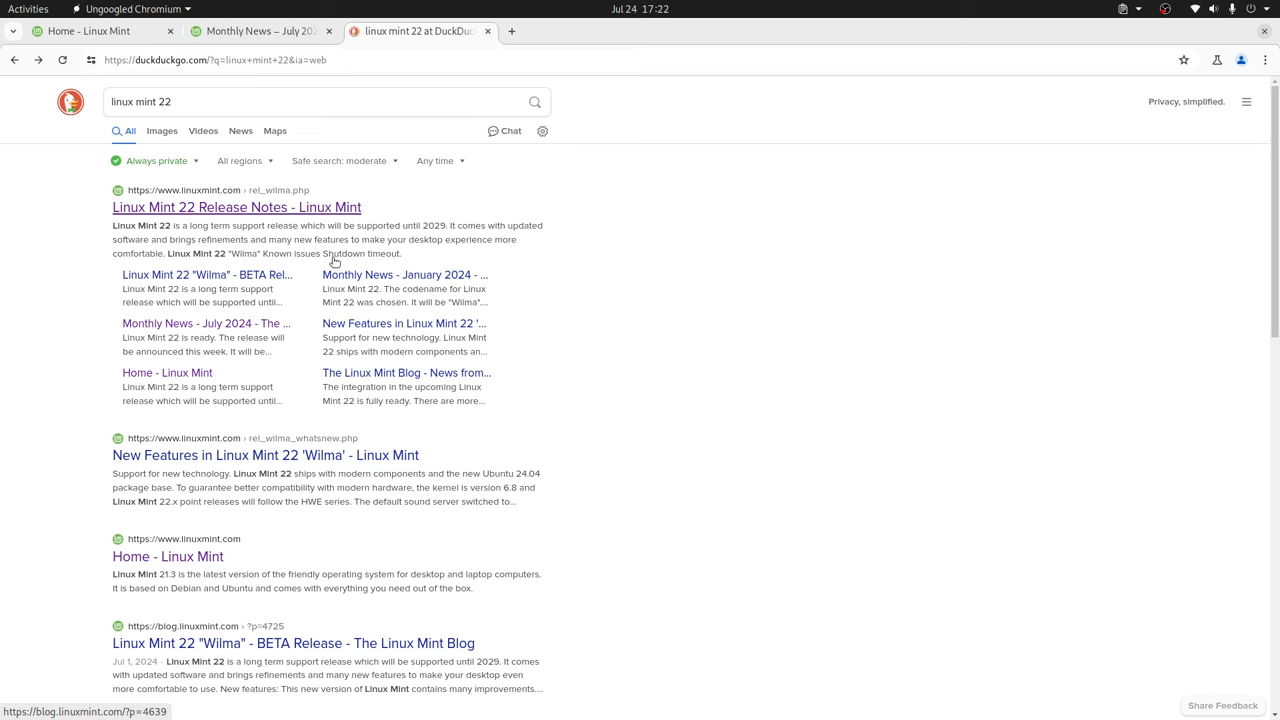 Activities
Ungoogled Chromium
Jul 24 17:22
Home - Linux Mint
Monthly News – July 202
linux mint 22 at DuckDuc
https://duckduckgo.com/?q=linux+mint+22&ia=web
linux mint 22
Privacy, simplified.
All Images Videos News Maps
Chat
Always private
All regions
Safe search: moderate
Any time
https://www.linuxmint.com › rel_wilma.php
Linux Mint 22 Release Notes - Linux Mint
Linux Mint 22 is a long term support release which will be supported until 2029. It comes with updated
software and brings refinements and many new features to make your desktop experience more
comfortable. Linux Mint 22 "Wilma" Known issues Shutdown timeout.
Linux Mint 22 "Wilma" - BETA Rel...
Linux Mint 22 is a long term support
release which will be supported until...
Monthly News - January 2024 - ...
Linux Mint 22. The codename for Linux
Mint 22 was chosen. It will be "Wilma"....
Monthly News - July 2024 - The ...
Linux Mint 22 is ready. The release will
be announced this week. It will be...
New Features in Linux Mint 22 '...
Support for new technology. Linux Mint
22 ships with modern components an...
Home - Linux Mint
Linux Mint 22 is a long term support
release which will be supported until...
The Linux Mint Blog - News from...
The integration in the upcoming Linux
Mint 22 is fully ready. There are more...
https://www.linuxmint.com › rel_wilma_whatsnew.php
New Features in Linux Mint 22 'Wilma' - Linux Mint
Support for new technology. Linux Mint 22 ships with modern components and the new Ubuntu 24.04
package base. To guarantee better compatibility with modern hardware, the kernel is version 6.8 and
Linux Mint 22.x point releases will follow the HWE series. The default sound server switched to...
https://www.linuxmint.com
Home - Linux Mint
Linux Mint 21.3 is the latest version of the friendly operating system for desktop and laptop computers.
It is based on Debian and Ubuntu and comes with everything you need out of the box.
https://blog.linuxmint.com › ?p=4725
Linux Mint 22 "Wilma" - BETA Release - The Linux Mint Blog
Jul 1, 2024 · Linux Mint 22 is a long term support release which will be supported until 2029. It comes
with updated software and brings refinements and many new features to make your desktop even
more comfortable to use. New features: This new version of Linux Mint contains many improvements....
Share Feedback
https://blog.linuxmint.com/?p=4639